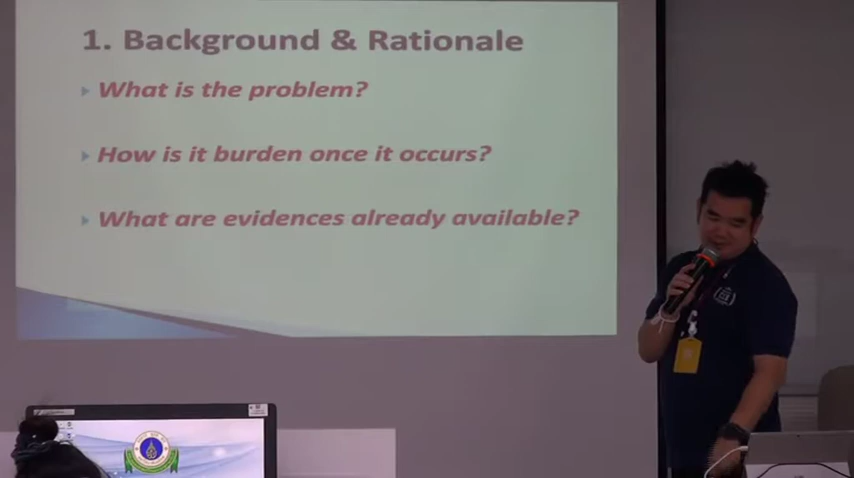 1. Background & Rationale
What is the problem?
How is it burden once it occurs?
What are evidences already available?